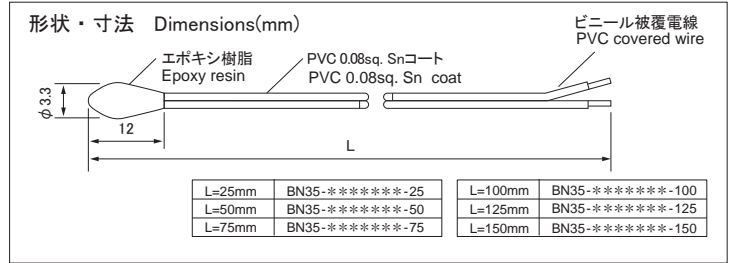 形状・寸法 Dimensions(mm)
ビニール被覆電線
PVC covered wire
エポキシ樹脂
Epoxy resin
PVC 0.08sq. Snコート
PVC 0.08sq. Sn coat
φ3.3
12
L
L=25mm BN35-*******-25
L=50mm BN35-*******-50
L=75mm BN35-*******-75
L=100mm BN35-*******-100
L=125mm BN35-*******-125
L=150mm BN35-*******-150